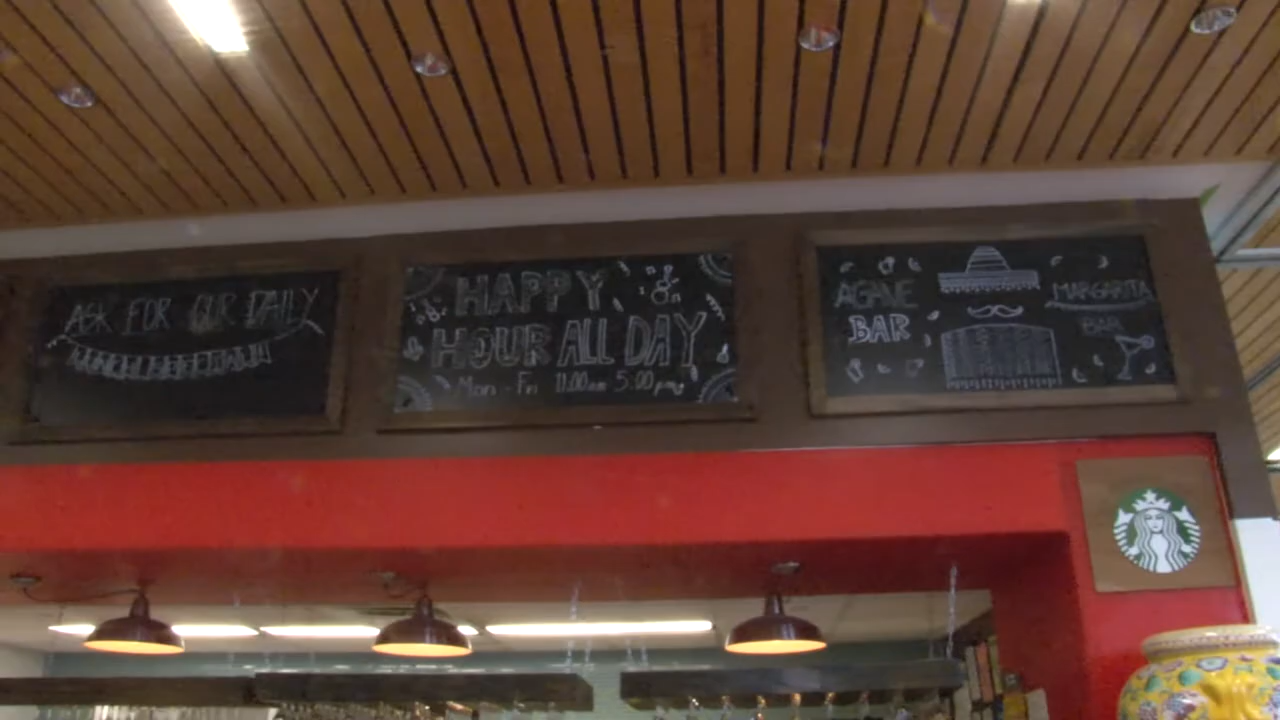 ASK FOR OUR DAILY
HAPPY
HOUR ALL DAY
Mon - Fri 11:00am 5:00pm
AGAVE
BAR
MARGARITA
BAR